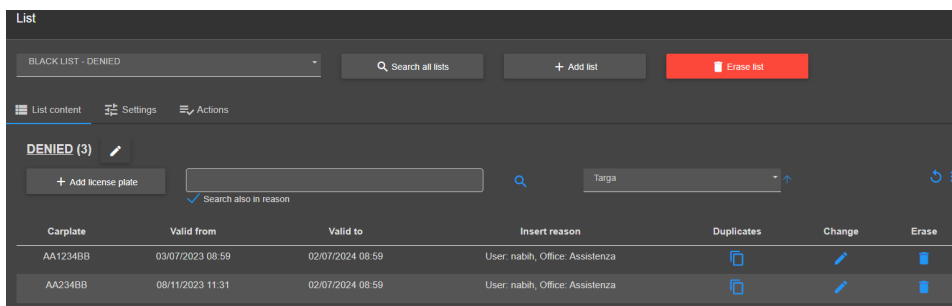 List
BLACK LIST - DENIED
Search all lists
Add list
Erase list
List content Settings Actions
DENIED (3)
Add license plate
Targa
Search also in reason
Carplate Valid from Valid to Insert reason Duplicates Change Erase
AA1234BB 03/07/2023 08:59 02/07/2024 08:59 User: nabih, Office: Assistenza
AA234BB 08/11/2023 11:31 02/07/2024 08:59 User: nabih, Office: Assistenza